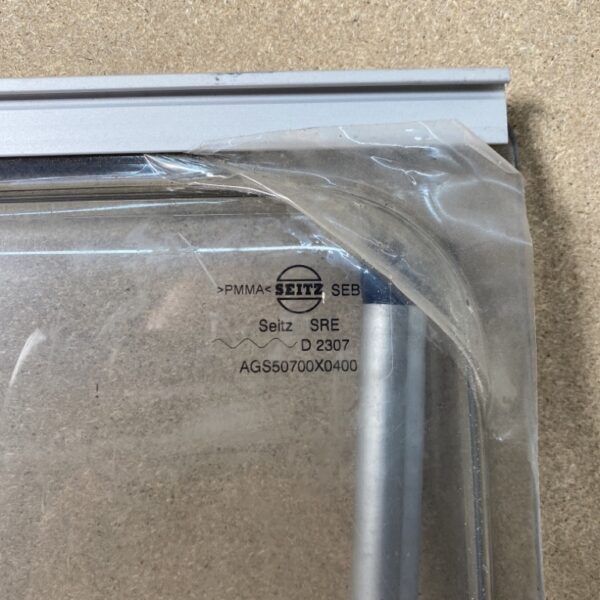 >PMMA< SEITZ SEB
Seitz SRE
D 2307
AGS50700X0400